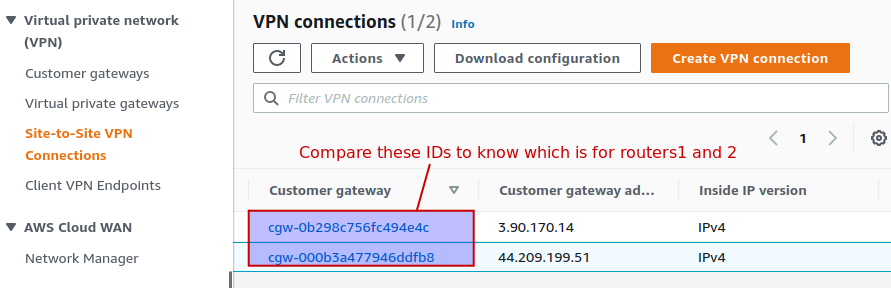 Virtual private network
(VPN)
Customer gateways
Virtual private gateways
Site-to-Site VPN
Connections
Client VPN Endpoints
AWS Cloud WAN
Network Manager
VPN connections (1/2) Info
Actions Download configuration Create VPN connection
Filter VPN connections
1
Compare these IDs to know which is for routers1 and 2
Customer gateway Customer gateway ad... Inside IP version
cgw-0b298c756fc494e4c 3.90.170.14 IPv4
cgw-000b3a477946ddfb8 44.209.199.51 IPv4